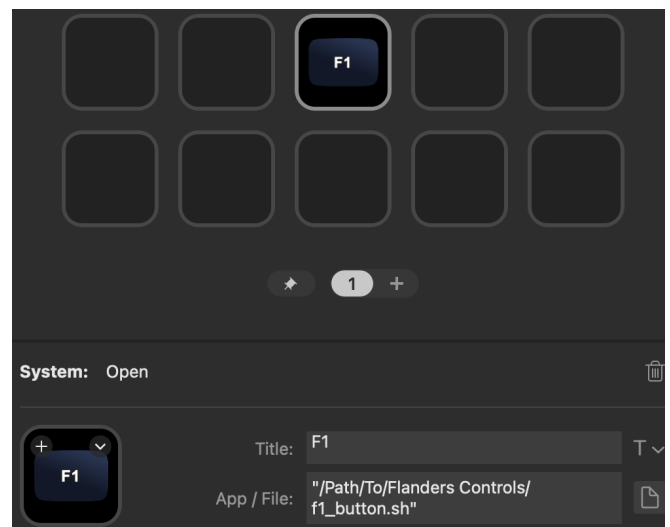 F1
1
System: Open
F1
Title: F1
App / File: "/Path/To/Flanders Controls/
f1_button.sh"